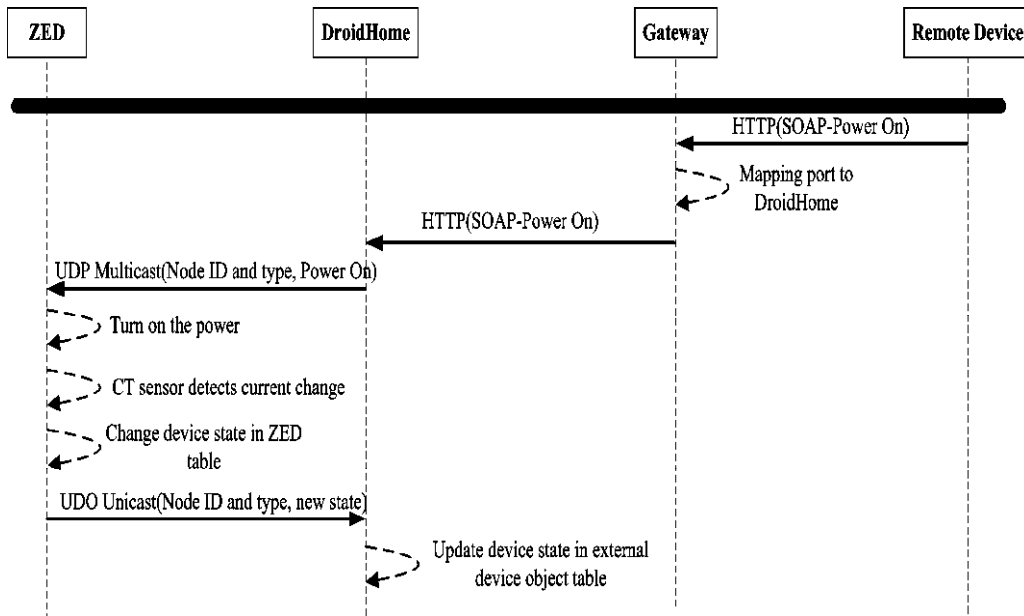 ZED
DroidHome
Gateway
Remote Device
HTTP(SOAP-Power On)
Mapping port to
DroidHome
HTTP(SOAP-Power On)
UDP Multicast(Node ID and type, Power On)
Turn on the power
CT sensor detects current change
Change device state in ZED
table
UDO Unicast(Node ID and type, new state)
Update device state in external
device object table